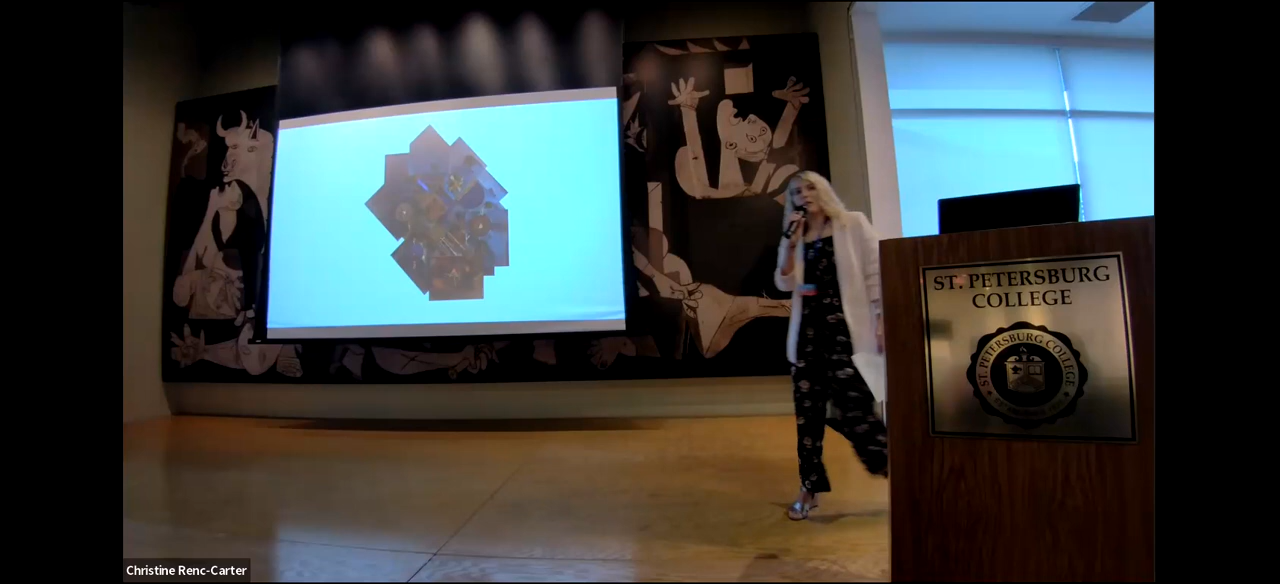 ST. PETERSBURG
COLLEGE
ST. PETERSBURG COLLEGE
Christine Renc-Carter